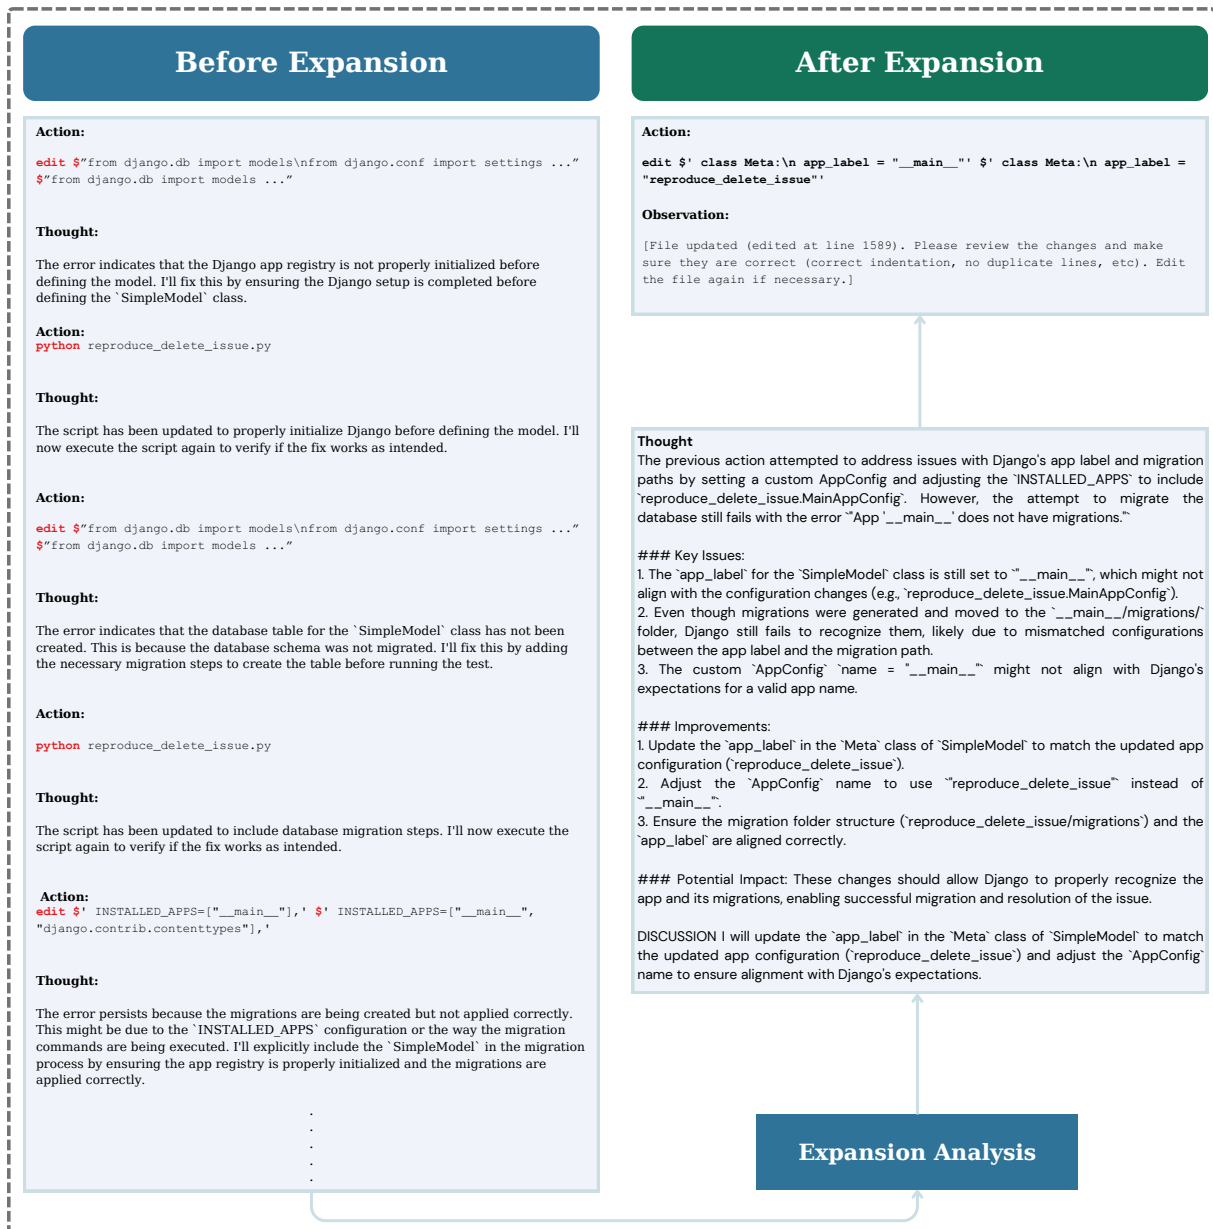 Before Expansion
Action:
edit $”from django.db import models\nfrom django.conf import settings ...”
$”from django.db import models ...”
Thought:
The error indicates that the Django app registry is not properly initialized before
defining the model. I'll fix this by ensuring the Django setup is completed before
defining the `SimpleModel` class.
Action:
python reproduce_delete_issue.py
Thought:
The script has been updated to properly initialize Django before defining the model. I'll
now execute the script again to verify if the fix works as intended.
Action:
edit $”from django.db import models\nfrom django.conf import settings ...”
$”from django.db import models ...”
Thought:
The error indicates that the database table for the `SimpleModel` class has not been
created. This is because the database schema was not migrated. I'll fix this by adding
the necessary migration steps to create the table before running the test.
Action:
python reproduce_delete_issue.py
Thought:
The script has been updated to include database migration steps. I'll now execute the
script again to verify if the fix works as intended.
Action:
edit $' INSTALLED_APPS=["__main__"],' $' INSTALLED_APPS=["__main__",
"django.contrib.contenttypes"],'
Thought:
The error persists because the migrations are being created but not applied correctly.
This might be due to the `INSTALLED_APPS` configuration or the way the migration
commands are being executed. I'll explicitly include the `SimpleModel` in the migration
process by ensuring the app registry is properly initialized and the migrations are
applied correctly.
.
.
.
.
.
After Expansion
Action:
edit $' class Meta:\n app_label = "__main__"' $' class Meta:\n app_label =
"reproduce_delete_issue"'
Observation:
[File updated (edited at line 1589). Please review the changes and make
sure they are correct (correct indentation, no duplicate lines, etc). Edit
the file again if necessary.]
Thought
The previous action attempted to address issues with Django's app label and migration
paths by setting a custom AppConfig and adjusting the `INSTALLED_APPS` to include
`reproduce_delete_issue.MainAppConfig`. However, the attempt to migrate the
database still fails with the error `"App '__main__' does not have migrations."`
### Key Issues:
1. The `app_label` for the `SimpleModel` class is still set to `"__main__"`, which might not
align with the configuration changes (e.g., `reproduce_delete_issue.MainAppConfig`).
2. Even though migrations were generated and moved to the `__main__/migrations/`
folder, Django still fails to recognize them, likely due to mismatched configurations
between the app label and the migration path.
3. The custom `AppConfig` `name = "__main__"` might not align with Django's
expectations for a valid app name.
### Improvements:
1. Update the `app_label` in the `Meta` class of `SimpleModel` to match the updated app
configuration (`reproduce_delete_issue`).
2. Adjust the `AppConfig` name to use `"reproduce_delete_issue"` instead of
`"__main__"`.
3. Ensure the migration folder structure (`reproduce_delete_issue/migrations`) and the
`app_label` are aligned correctly.
### Potential Impact: These changes should allow Django to properly recognize the
app and its migrations, enabling successful migration and resolution of the issue.
DISCUSSION I will update the `app_label` in the `Meta` class of `SimpleModel` to match
the updated app configuration (`reproduce_delete_issue`) and adjust the `AppConfig`
name to ensure alignment with Django's expectations.
Expansion Analysis